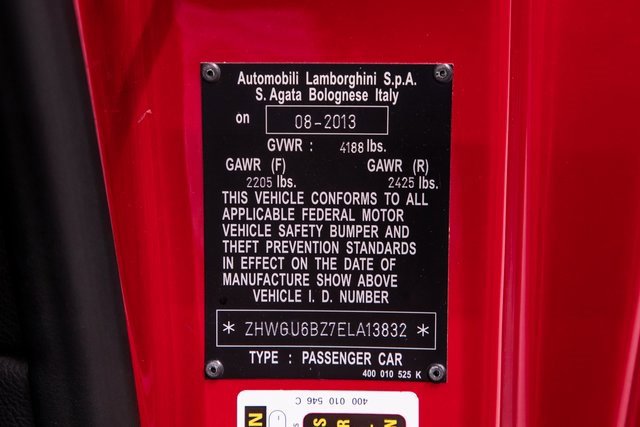 Automobili Lamborghini S.p.A.
S. Agata Bolognese Italy
on 08-2013
GVWR : 4188 lbs.
GAWR (F) GAWR (R)
2205 lbs. 2425 lbs.
THIS VEHICLE CONFORMS TO ALL
APPLICABLE FEDERAL MOTOR
VEHICLE SAFETY BUMPER AND
THEFT PREVENTION STANDARDS
IN EFFECT ON THE DATE OF
MANUFACTURE SHOW ABOVE
VEHICLE I. D. NUMBER
* ZHWGU6BZ7ELA13832 *
TYPE : PASSENGER CAR
400 010 525 K
400 010 546 C